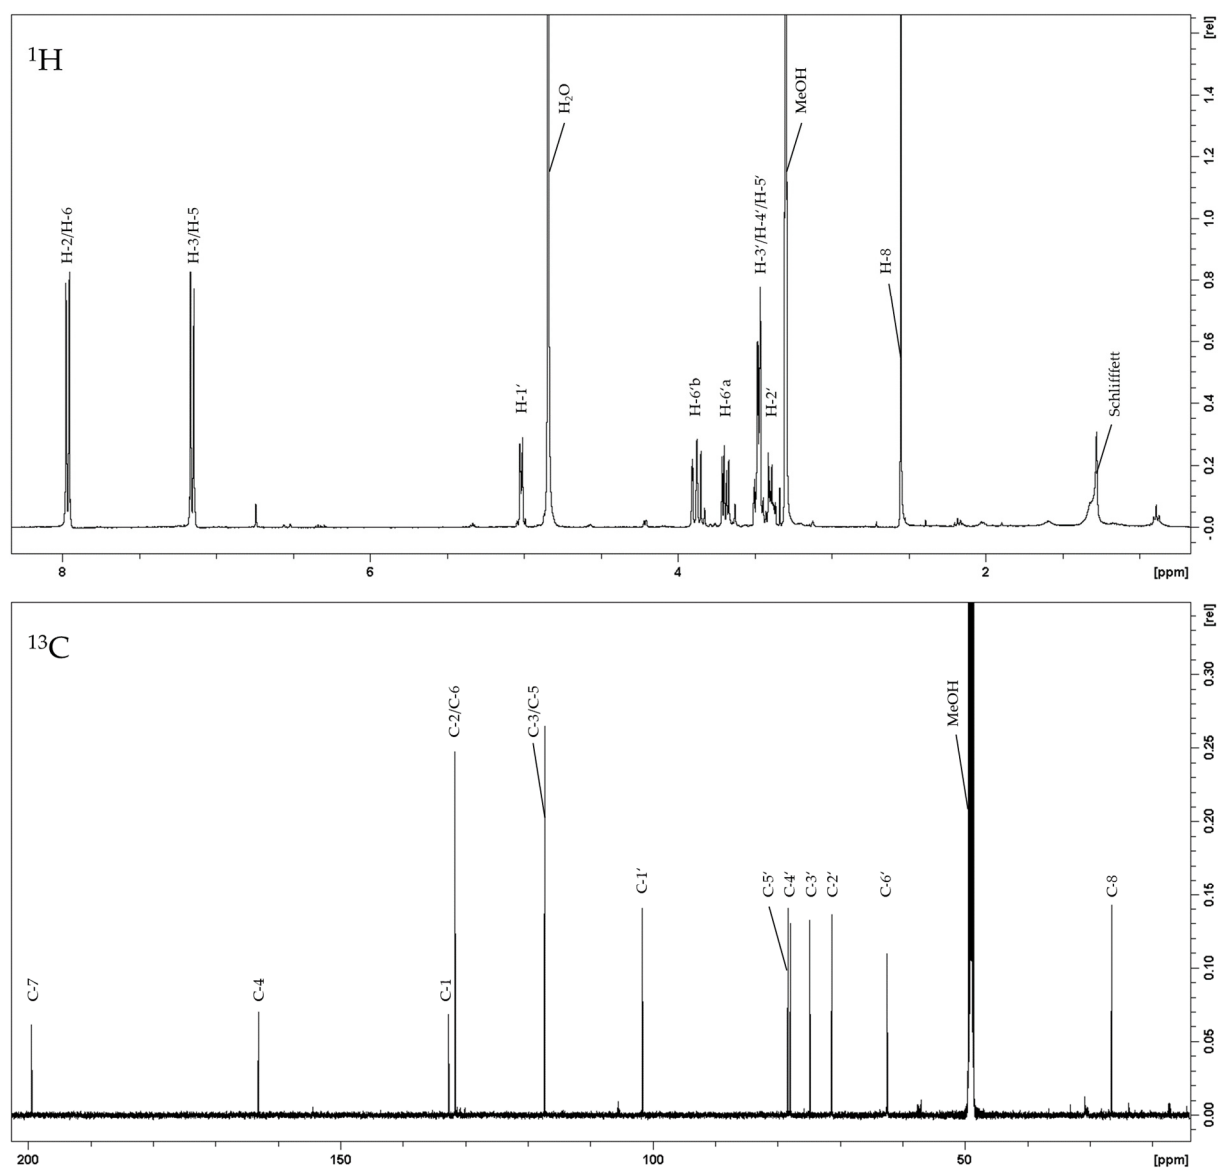 ¹H
[rel]
H-2/H-6
H-3/H-5
H-1′
H₂O
H-6′b
H-6′a
H-3′/H-4′/H-5′
H-2′
MeOH
H-8
Schlifffett
1.4
1.2
1.0
0.8
0.6
0.4
0.2
-0.0
8
6
4
2
[ppm]
¹³C
[rel]
C-7
C-4
C-1
C-2/C-6
C-3/C-5
C-1′
C-5′
C-4′
C-3′
C-2′
C-6′
MeOH
C-8
0.30
0.25
0.20
0.15
0.10
0.05
0.00
200
150
100
50
[ppm]